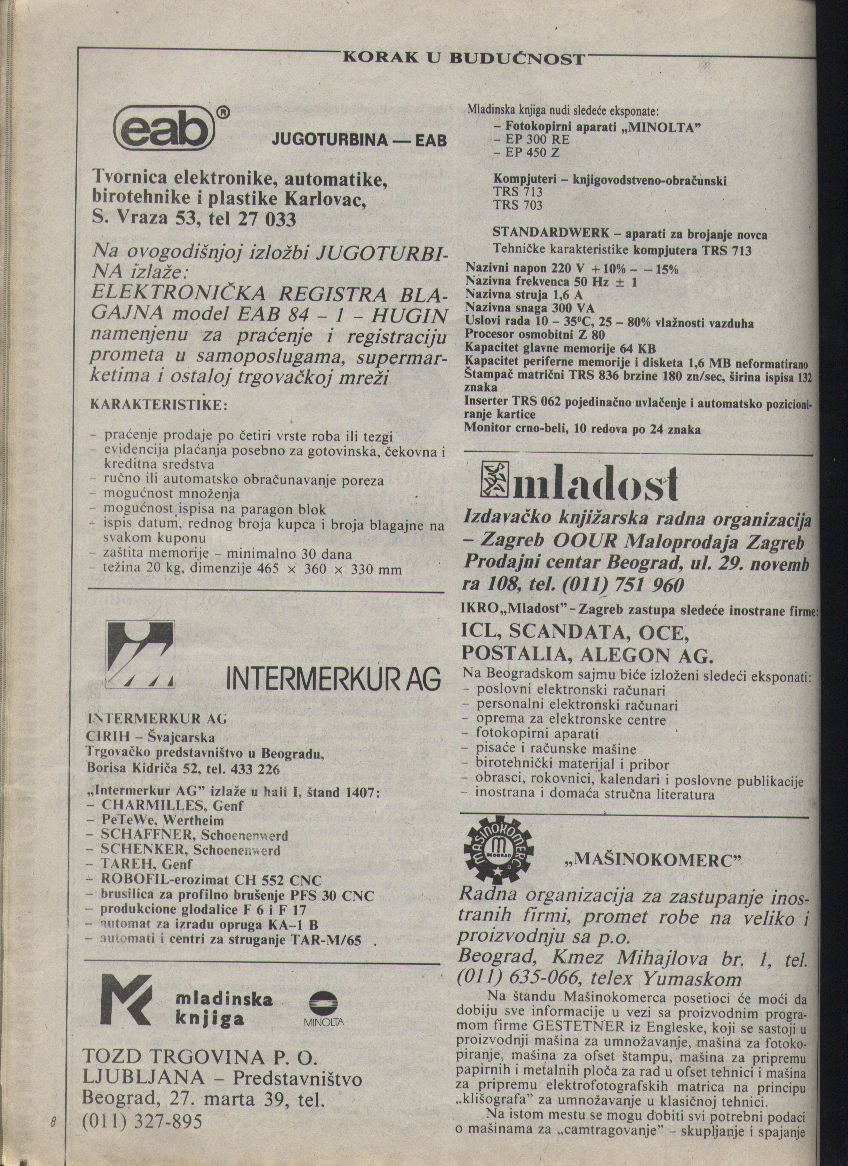 KORAK U BUDUĆNOST
eab®
JUGOTURBINA — EAB
Tvornica elektronike, automatike,
birotehnike i plastike Karlovac,
S. Vraza 53, tel 27 033
Na ovogodišnjoj izložbi JUGOTURBI-
NA izlaže:
ELEKTRONIČKA REGISTRA BLA-
GAJNA model EAB 84 – 1 – HUGIN
namenjenu za praćenje i registraciju
prometa u samoposlugama, supermar-
ketima i ostaloj trgovačkoj mreži
KARAKTERISTIKE:
– praćenje prodaje po četiri vrste roba ili tezgi
– evidencija plaćanja posebno za gotovinska, čekovna i
kreditna sredstva
– ručno ili automatsko obračunavanje poreza
– mogućnost množenja
– mogućnost ispisa na paragon blok
– ispis datum, rednog broja kupca i broja blagajne na
svakom kuponu
– zaštita memorije – minimalno 30 dana
– težina 20 kg, dimenzije 465 × 360 × 330 mm
INTERMERKUR AG
INTERMERKUR AG
CIRIH – Švajcarska
Trgovačko predstavništvo u Beogradu,
Borisa Kidriča 52, tel. 433 226
„Intermerkur AG” izlaže u hali I, štand 1407:
– CHARMILLES, Genf
– PeTeWe, Wertheim
– SCHAFFNER, Schoenenwerd
– SCHENKER, Schoenenwerd
– TAREH, Genf
– ROBOFIL-erozimat CH 552 CNC
– brusilica za profilno brušenje PFS 30 CNC
– produkcione glodalice F 6 i F 17
– automat za izradu opruga KA-1 B
– automati i centri za struganje TAR-M/65 .
mladinska
knjiga
MINOLTA
TOZD TRGOVINA P. O.
LJUBLJANA – Predstavništvo
Beograd, 27. marta 39, tel.
(011) 327-895
8
Mladinska knjiga nudi sledeće eksponate:
– Fotokopirni aparati „MINOLTA”
– EP 300 RE
– EP 450 Z
Kompjuteri – knjigovodstveno-obračunski
TRS 713
TRS 703
STANDARDWERK – aparati za brojanje novca
Tehničke karakteristike kompjutera TRS 713
Nazivni napon 220 V +10% – –15%
Nazivna frekvenca 50 Hz ± 1
Nazivna struja 1,6 A
Nazivna snaga 300 VA
Uslovi rada 10 – 35°C, 25 – 80% vlažnosti vazduha
Procesor osmobitni Z 80
Kapacitet glavne memorije 64 KB
Kapacitet periferne memorije i disketa 1,6 MB neformatirano
Štampač matrični TRS 836 brzine 180 zn/sec, širina ispisa 132
znaka
Inserter TRS 062 pojedinačno uvlačenje i automatsko pozicioni-
ranje kartice
Monitor crno-beli, 10 redova po 24 znaka
mladost
Izdavačko knjižarska radna organizacija
– Zagreb OOUR Maloprodaja Zagreb
Prodajni centar Beograd, ul. 29. novemb
ra 108, tel. (011) 751 960
IKRO„Mladost” – Zagreb zastupa sledeće inostrane firme:
ICL, SCANDATA, OCE,
POSTALIA, ALEGON AG.
Na Beogradskom sajmu biće izloženi sledeći eksponati:
– poslovni elektronski računari
– personalni elektronski računari
– oprema za elektronske centre
– fotokopirni aparati
– pisaće i računske mašine
– birotehnički materijal i pribor
– obrasci, rokovnici, kalendari i poslovne publikacije
– inostrana i domaća stručna literatura
MAŠINOKOMERC
BEOGRAD
„MAŠINOKOMERC”
Radna organizacija za zastupanje inos-
tranih firmi, promet robe na veliko i
proizvodnju sa p.o.
Beograd, Kmez Mihajlova br. 1, tel.
(011) 635-066, telex Yumaskom
Na štandu Mašinokomerca posetioci će moći da
dobiju sve informacije u vezi sa proizvodnim progra-
mom firme GESTETNER iz Engleske, koji se sastoji u
proizvodnji mašina za umnožavanje, mašina za fotoko-
piranje, mašina za ofset štampu, mašina za pripremu
papirnih i metalnih ploča za rad u ofset tehnici i mašina
za pripremu elektrofotografskih matrica na principu
„klišografa” za umnožavanje u klasičnoj tehnici.
Na istom mestu se mogu dobiti svi potrebni podaci
o mašinama za „camtragovanje” – skupljanje i spajanje